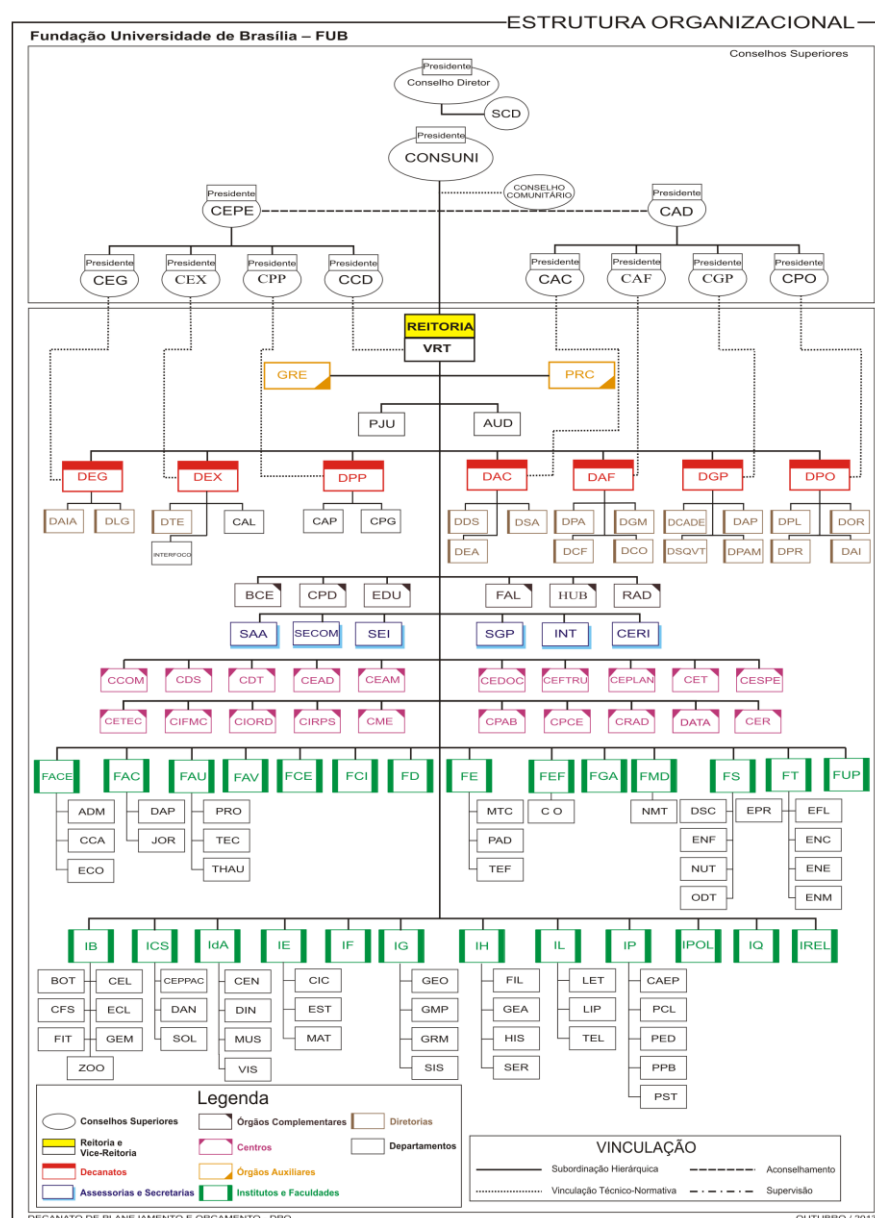 ESTRUTURA ORGANIZACIONAL
Fundação Universidade de Brasília – FUB
Conselhos Superiores
Presidente
Conselho Diretor
SCD
Presidente
CONSUNI
CONSELHO
COMUNITÁRIO
Presidente
CEPE
Presidente
CAD
Presidente Presidente Presidente Presidente Presidente Presidente Presidente Presidente
CEG CEX CPP CCD CAC CAF CGP CPO
REITORIA
VRT
GRE PRC
PJU AUD
DEG DEX DPP DAC DAF DGP DPO
DAIA DLG DTE CAL CAP CPG DDS DSA DPA DGM DCADE DAP DPL DOR
INTERFOCO DEA DCF DCO DSQVT DPAM DPR DAI
BCE CPD EDU FAL HUB RAD
SAA SECOM SEI SGP INT CERI
CCOM CDS CDT CEAD CEAM CEDOC CEFTRU CEPLAN CET CESPE
CETEC CIFMC CIORD CIRPS CME CPAB CPCE CRAD DATA CER
FACE FAC FAU FAV FCE FCI FD FE FEF FGA FMD FS FT FUP
ADM DAP PRO MTC C O NMT DSC EPR EFL
CCA JOR TEC PAD ENF ENC
ECO THAU TEF NUT ENE
ODT ENM
IB ICS IdA IE IF IG IH IL IP IPOL IQ IREL
BOT CEL CEPPAC CEN CIC GEO FIL LET CAEP
CFS ECL DAN DIN EST GMP GEA LIP PCL
FIT GEM SOL MUS MAT GRM HIS TEL PED
ZOO VIS SIS SER PPB
PST
Legenda
Conselhos Superiores Órgãos Complementares Diretorias
Reitoria e
Vice-Reitoria Centros Departamentos
Decanatos Órgãos Auxiliares
Assessorias e Secretarias Institutos e Faculdades
VINCULAÇÃO
Subordinação Hierárquica Aconselhamento
Vinculação Técnico-Normativa Supervisão